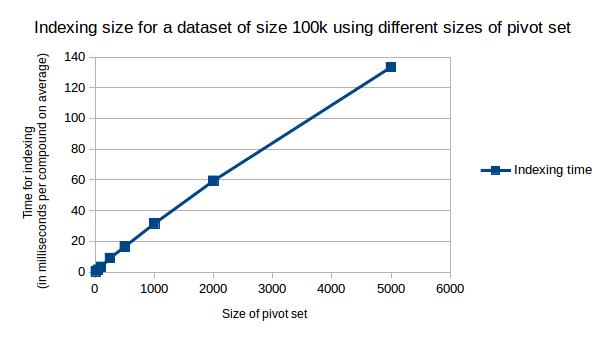 Indexing size for a dataset of size 100k using different sizes of pivot set
Time for indexing
(in milliseconds per compound on average)
140
120
100
80
60
40
20
0
0 1000 2000 3000 4000 5000 6000
Size of pivot set
Indexing time